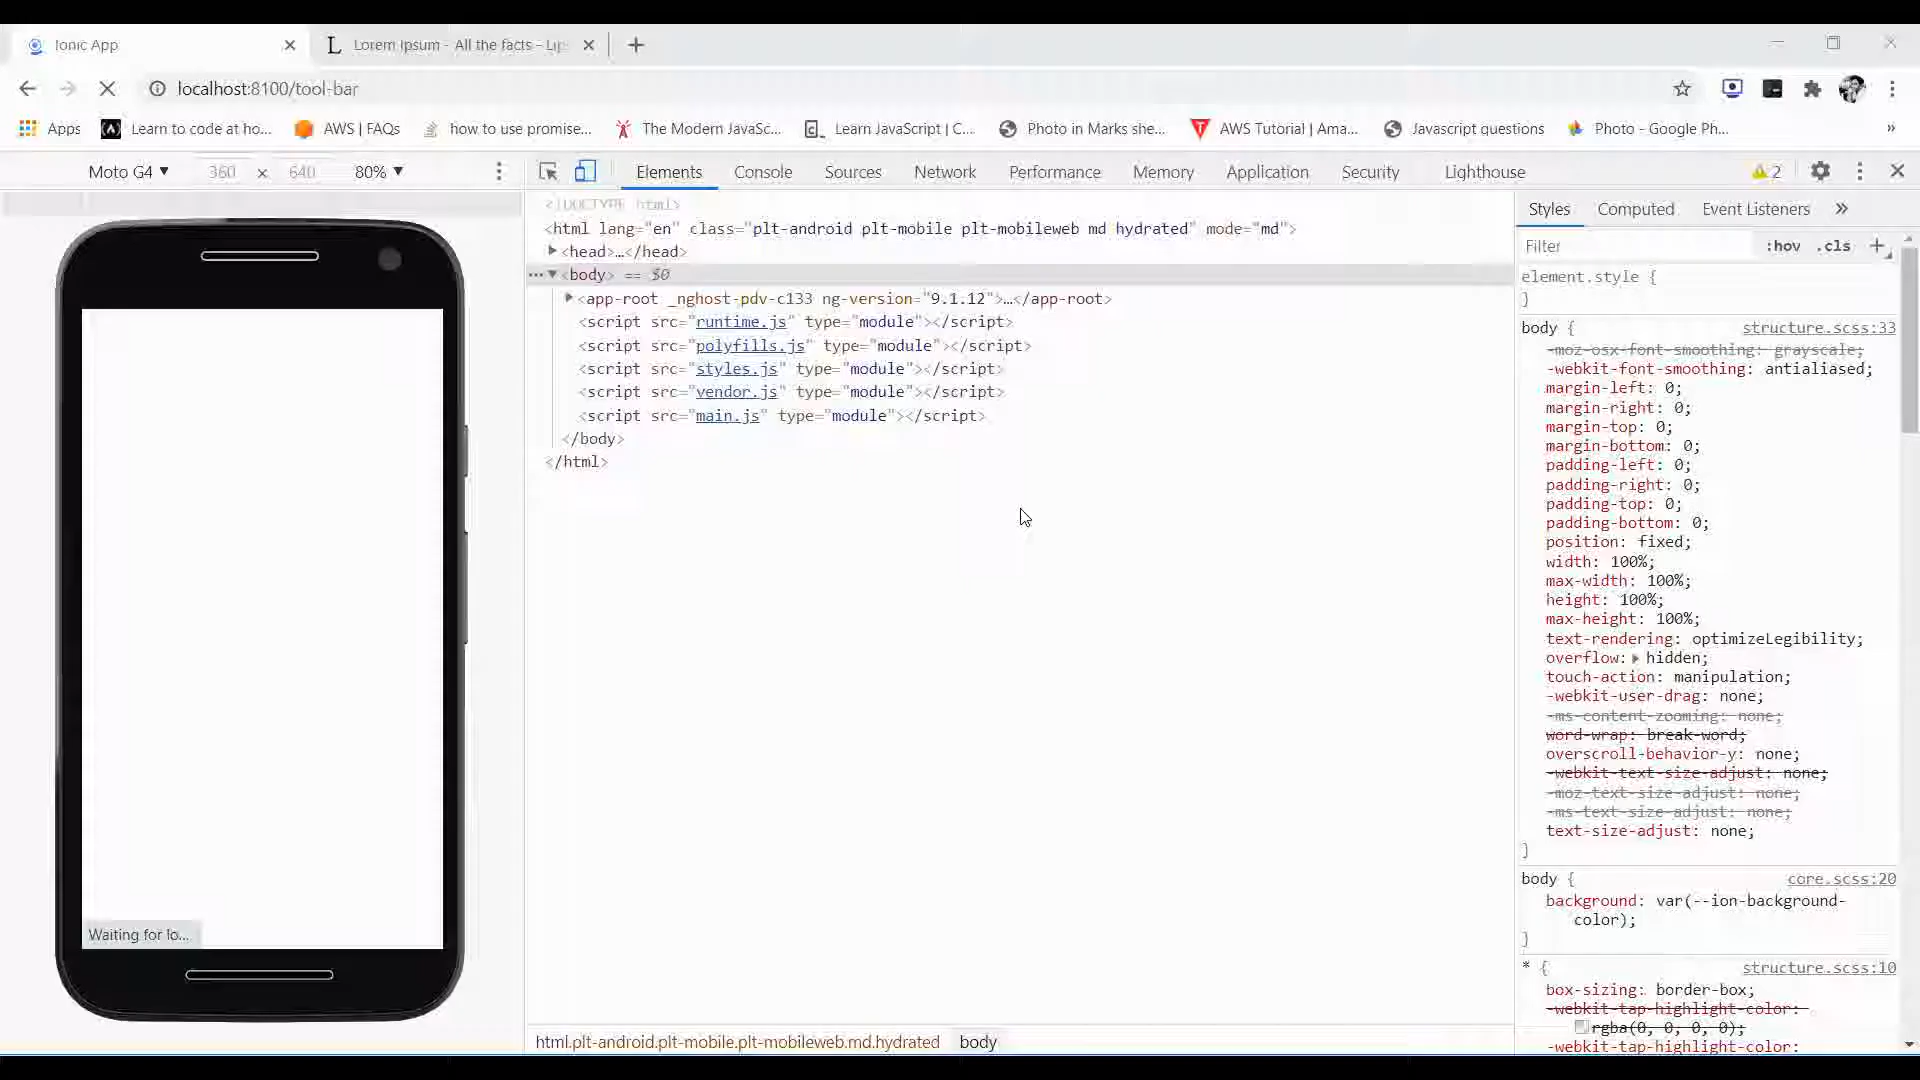 Ionic App
L Lorem Ipsum - All the facts - Lip
localhost:8100/tool-bar
Apps
Learn to code at ho...
AWS | FAQs
how to use promise...
The Modern JavaSc...
Learn JavaScript | C...
Photo in Marks she...
AWS Tutorial | Ama...
Javascript questions
Photo - Google Ph...
»
Moto G4 ▼ 360 × 640 80% ▼
Elements Console Sources Network Performance Memory Application Security Lighthouse 2
<!DOCTYPE html>
<html lang="en" class="plt-android plt-mobile plt-mobileweb md hydrated" mode="md">
▶<head>…</head>
··· ▼<body> == $0
▶<app-root _nghost-pdv-c133 ng-version="9.1.12">…</app-root>
<script src="runtime.js" type="module"></script>
<script src="polyfills.js" type="module"></script>
<script src="styles.js" type="module"></script>
<script src="vendor.js" type="module"></script>
<script src="main.js" type="module"></script>
</body>
</html>
html.plt-android.plt-mobile.plt-mobileweb.md.hydrated body
Waiting for lo...
Styles Computed Event Listeners »
Filter :hov .cls +
element.style {
}
body { structure.scss:33
-moz-osx-font-smoothing: grayscale;
-webkit-font-smoothing: antialiased;
margin-left: 0;
margin-right: 0;
margin-top: 0;
margin-bottom: 0;
padding-left: 0;
padding-right: 0;
padding-top: 0;
padding-bottom: 0;
position: fixed;
width: 100%;
max-width: 100%;
height: 100%;
max-height: 100%;
text-rendering: optimizeLegibility;
overflow: ▶ hidden;
touch-action: manipulation;
-webkit-user-drag: none;
-ms-content-zooming: none;
word-wrap: break-word;
overscroll-behavior-y: none;
-webkit-text-size-adjust: none;
-moz-text-size-adjust: none;
-ms-text-size-adjust: none;
text-size-adjust: none;
}
body { core.scss:20
background: var(--ion-background-
color);
}
* { structure.scss:10
box-sizing: border-box;
-webkit-tap-highlight-color:
rgba(0, 0, 0, 0);
-webkit-tap-highlight-color: